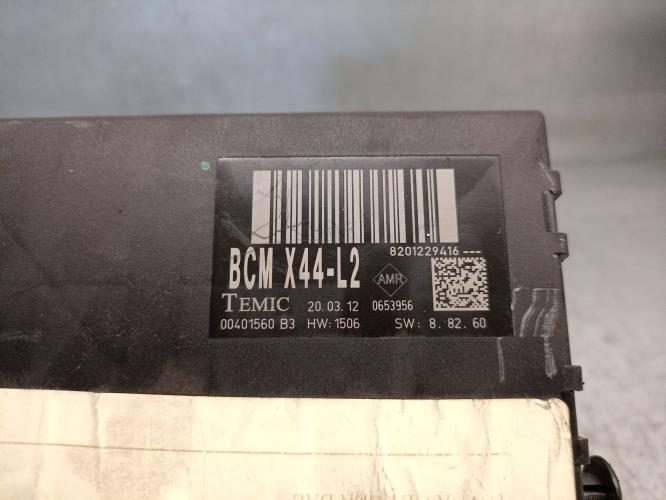 8201229416---
BCM X44-L2
AMR
TEMIC 20.03.12 0653956
00401560 B3 HW:1506 SW: 8.82.60